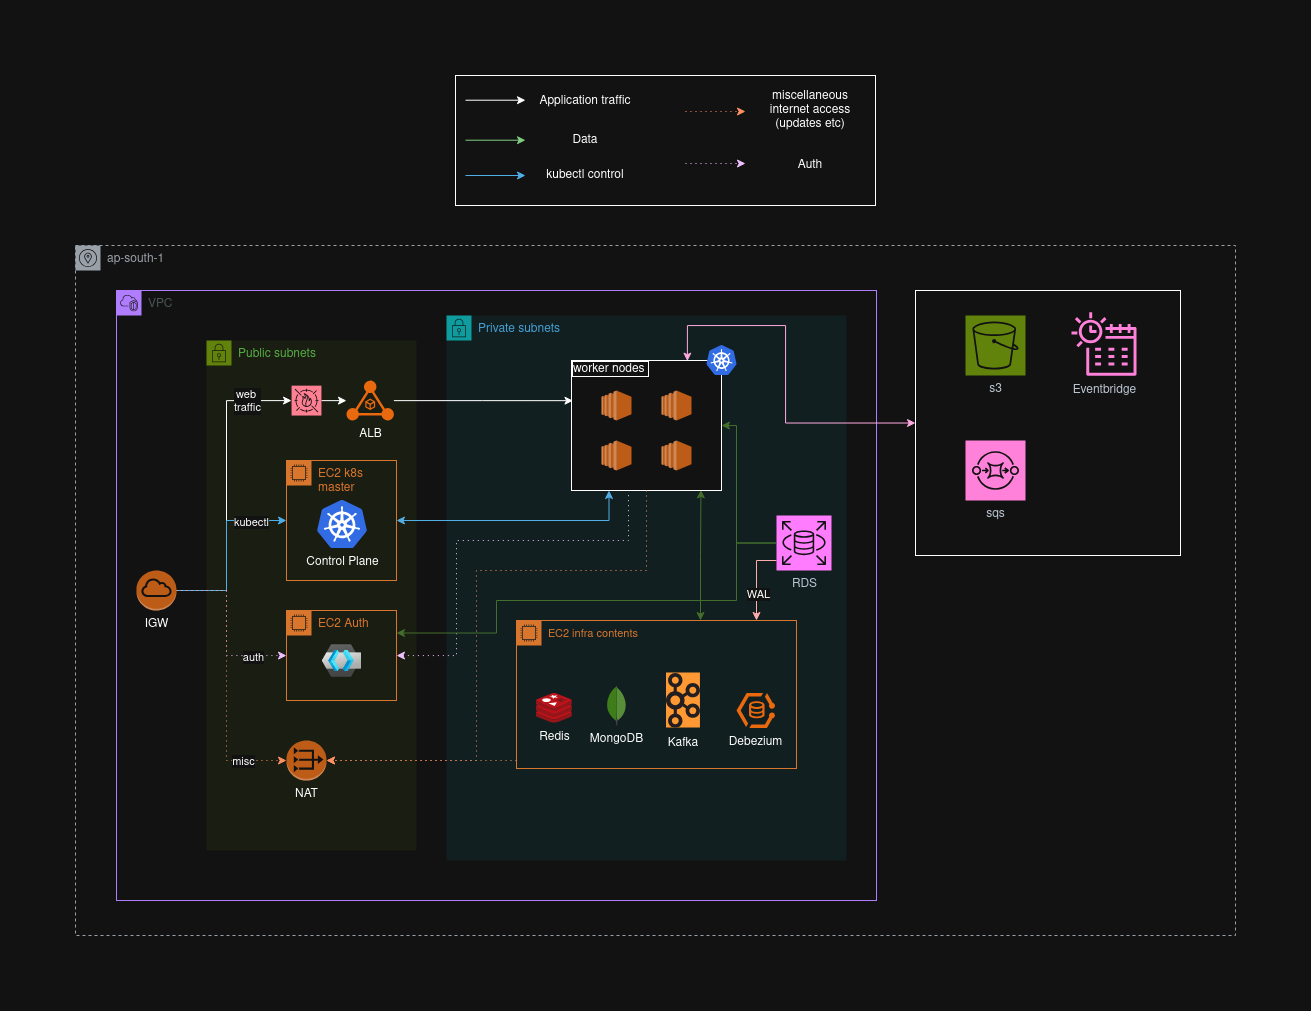 Application traffic
miscellaneous
internet access
(updates etc)
Data
Auth
kubectl control
ap-south-1
VPC
Private subnets
Public subnets
worker nodes
web
traffic
ALB
s3
Eventbridge
EC2 k8s
master
kubectl
Control Plane
sqs
RDS
WAL
IGW
EC2 Auth
EC2 infra contents
auth
Redis
MongoDB
Kafka
Debezium
misc
NAT